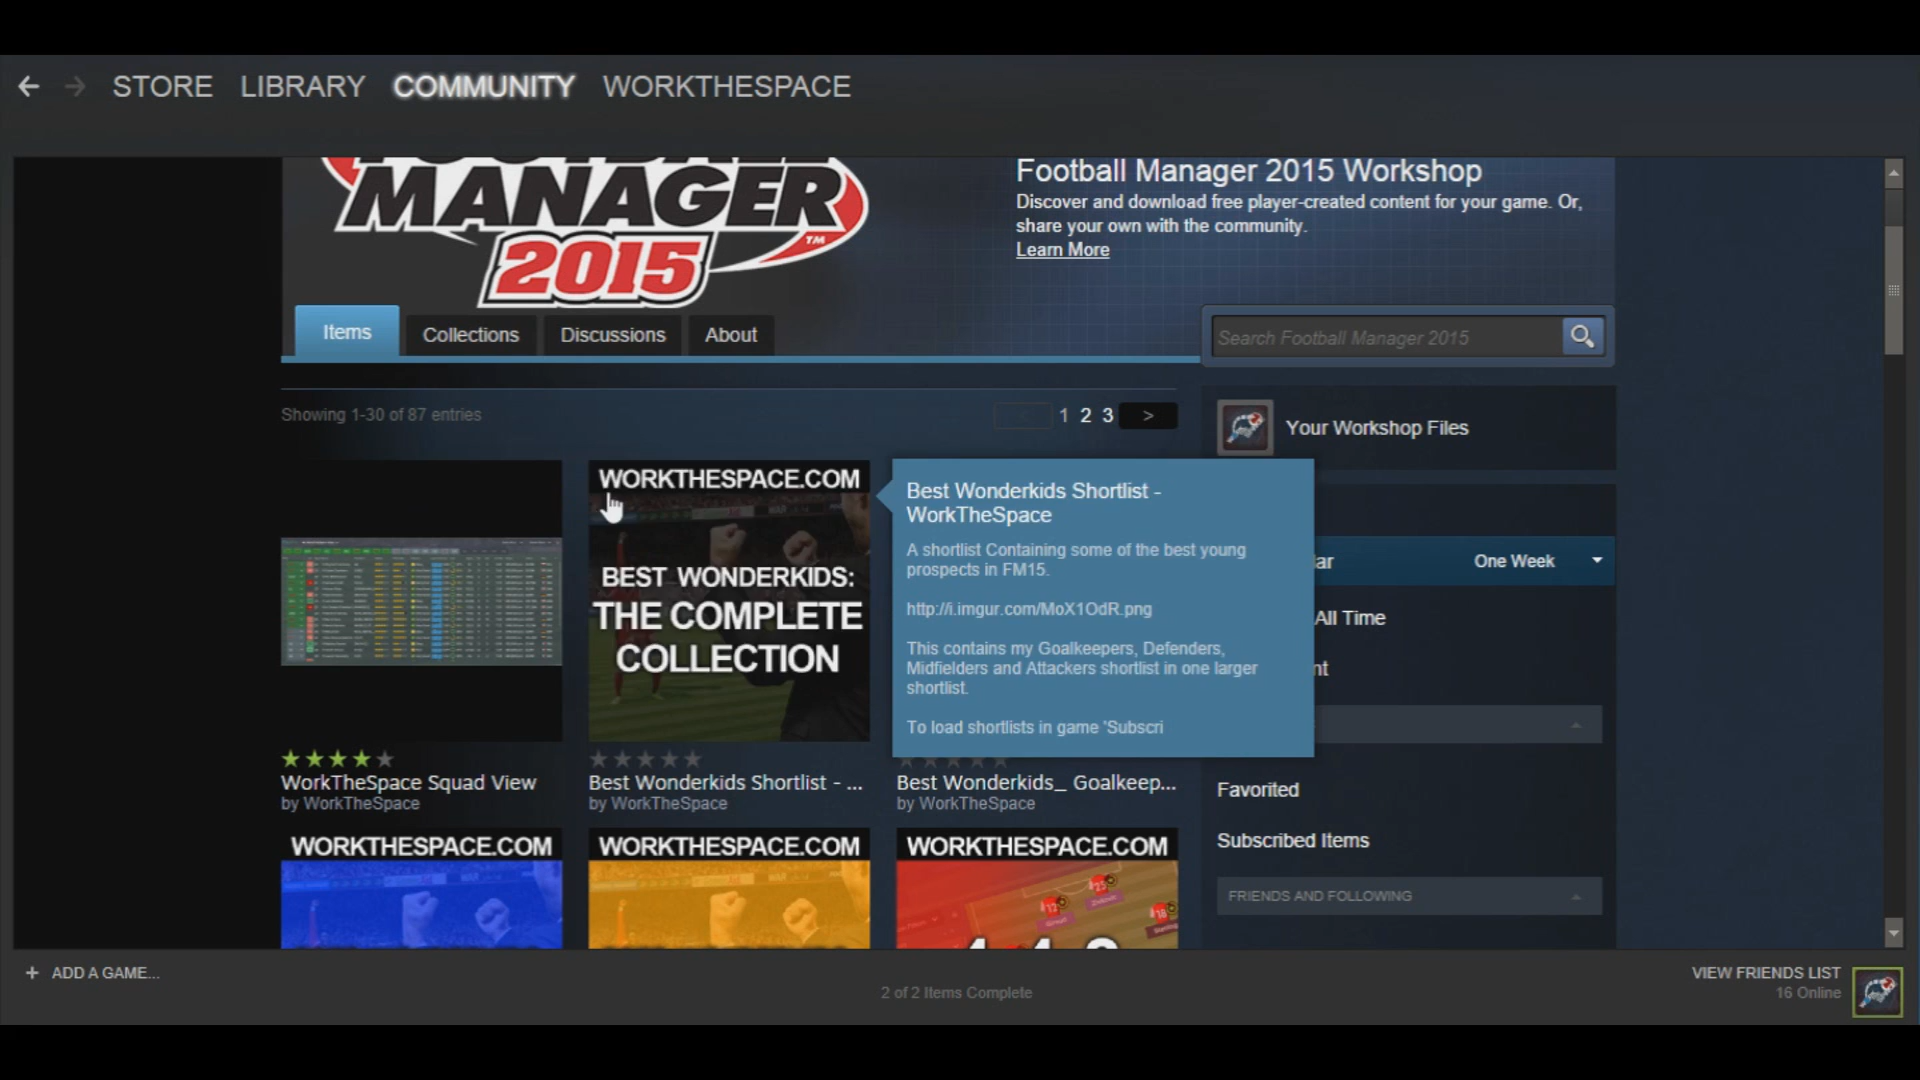 STORE LIBRARY COMMUNITY WORKTHESPACE
MANAGER
2015
TM
Football Manager 2015 Workshop
Discover and download free player-created content for your game. Or,
share your own with the community.
Learn More
Items Collections Discussions About
Search Football Manager 2015
Showing 1-30 of 87 entries
1 2 3 >
Your Workshop Files
WORKTHESPACE.COM
BEST WONDERKIDS:
THE COMPLETE
COLLECTION
Best Wonderkids Shortlist -
WorkTheSpace
A shortlist Containing some of the best young
prospects in FM15.
http://i.imgur.com/MoX1OdR.png
This contains my Goalkeepers, Defenders,
Midfielders and Attackers shortlist in one larger
shortlist.
To load shortlists in game 'Subscri
One Week
All Time
Favorited
Subscribed Items
FRIENDS AND FOLLOWING
WorkTheSpace Squad View
by WorkTheSpace
Best Wonderkids Shortlist - ...
by WorkTheSpace
Best Wonderkids_ Goalkeep...
by WorkTheSpace
WORKTHESPACE.COM
WORKTHESPACE.COM
WORKTHESPACE.COM
+ ADD A GAME...
2 of 2 Items Complete
VIEW FRIENDS LIST
16 Online